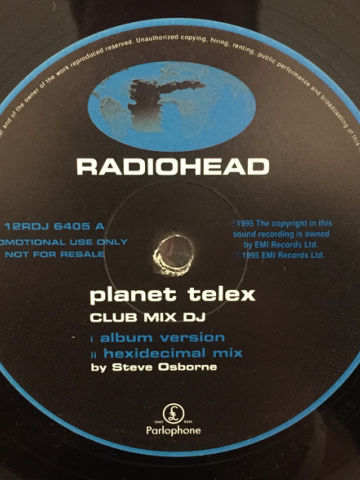 and of the owner of the work reproduced reserved. Unauthorized copying, hiring, renting, public performance and broadcasting of this
RADIOHEAD
12RDJ 6405 A
OMOTIONAL USE ONLY
NOT FOR RESALE
℗1995 The copyright in this
sound recording is owned
by EMI Records Ltd.
©1995 EMI Records Ltd.
planet telex
CLUB MIX DJ
i album version
ii hexidecimal mix
by Steve Osborne
£
Parlophone